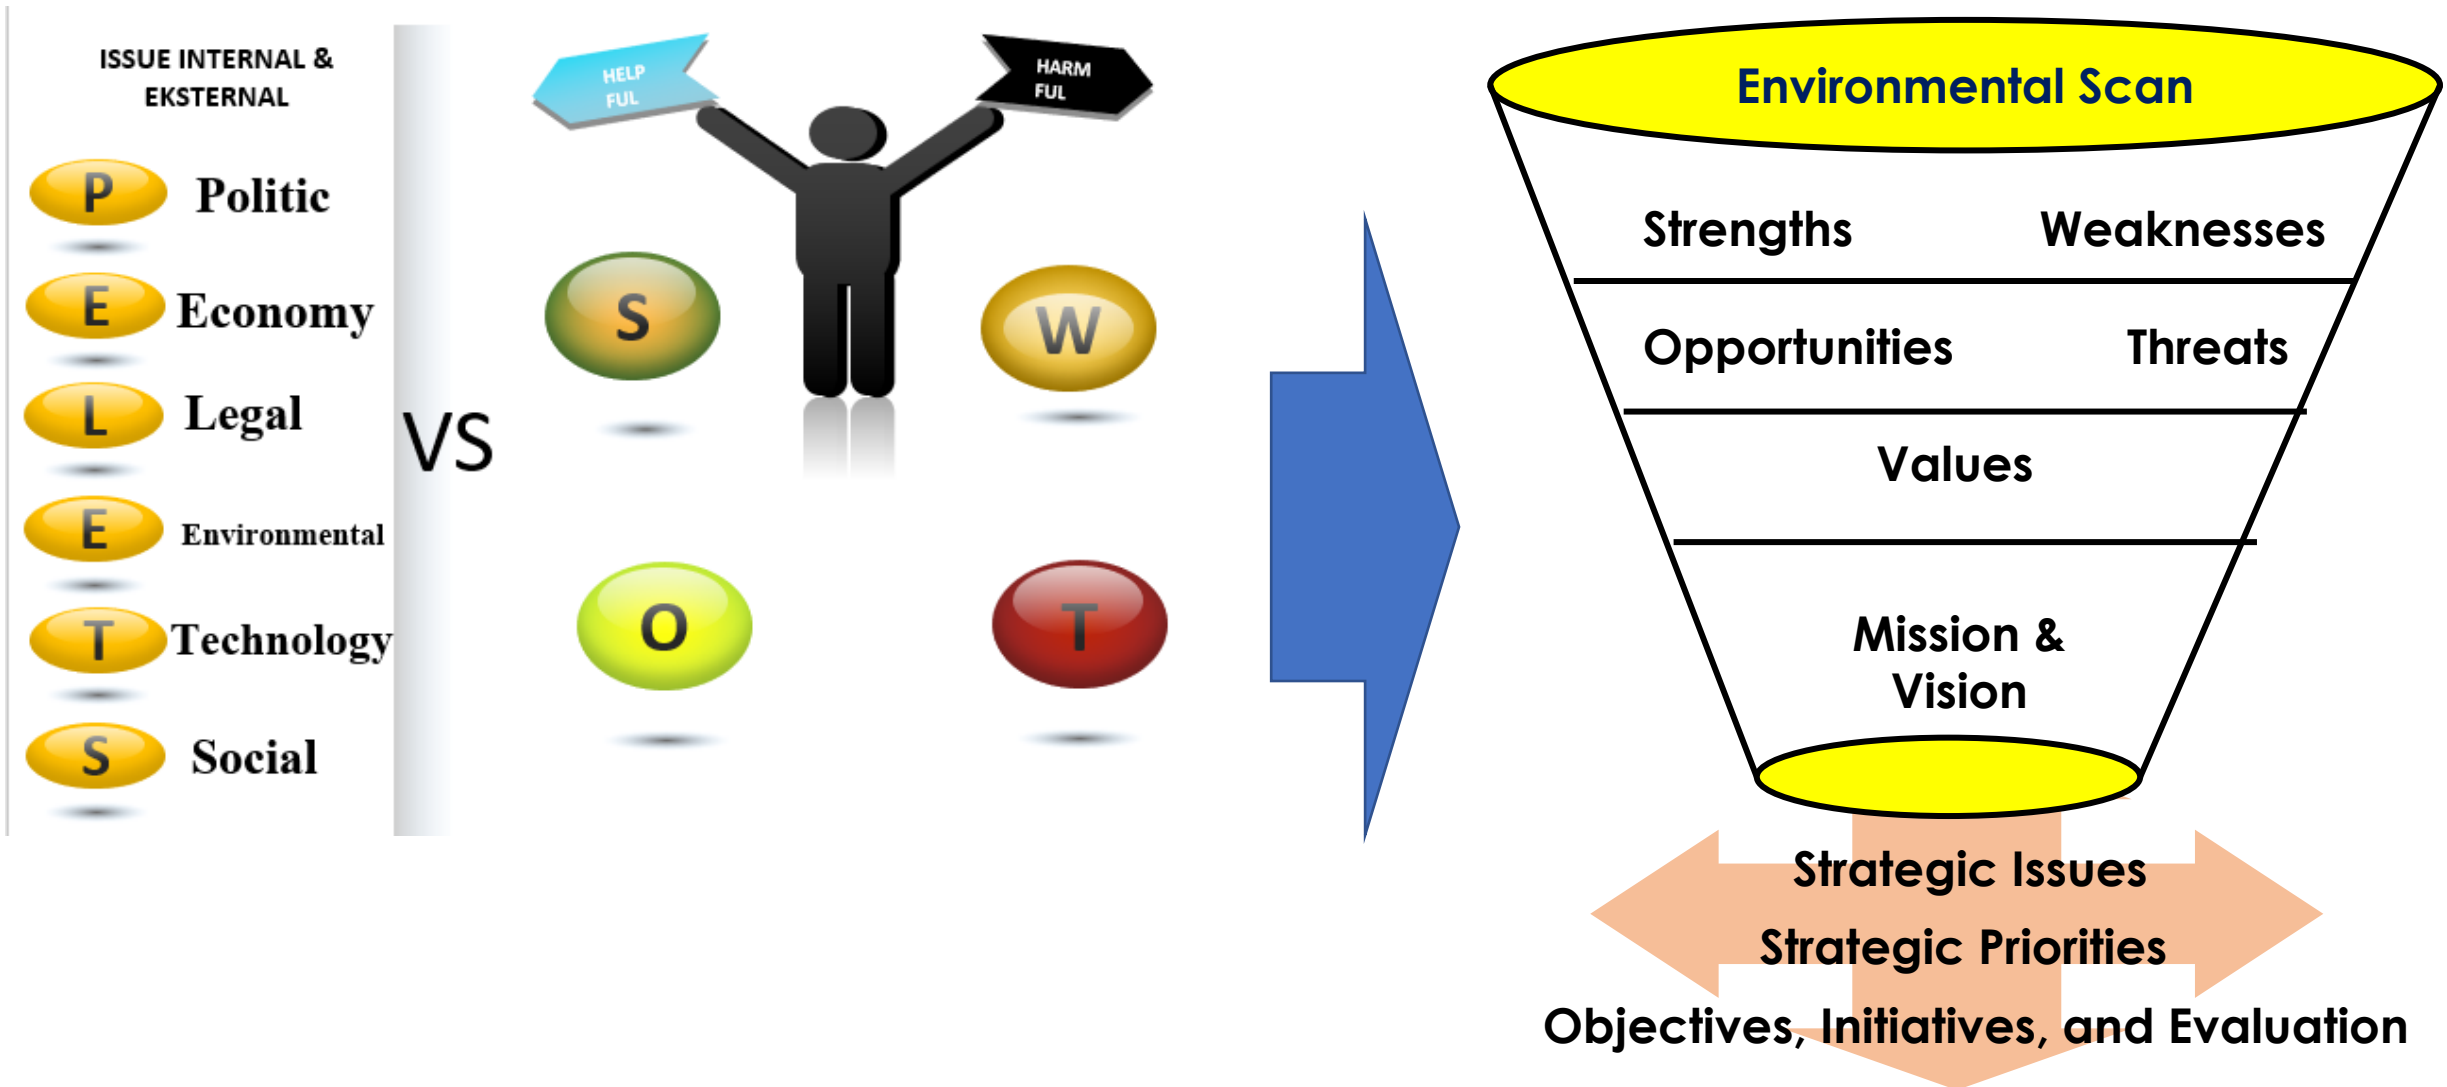 ISSUE INTERNAL &
EKSTERNAL
P Politic
E Economy
L Legal
E Environmental
T Technology
S Social
VS
HELP
FUL
HARM
FUL
S
W
O
T
Environmental Scan
Strengths Weaknesses
Opportunities Threats
Values
Mission &
Vision
Strategic Issues
Strategic Priorities
Objectives, Initiatives, and Evaluation